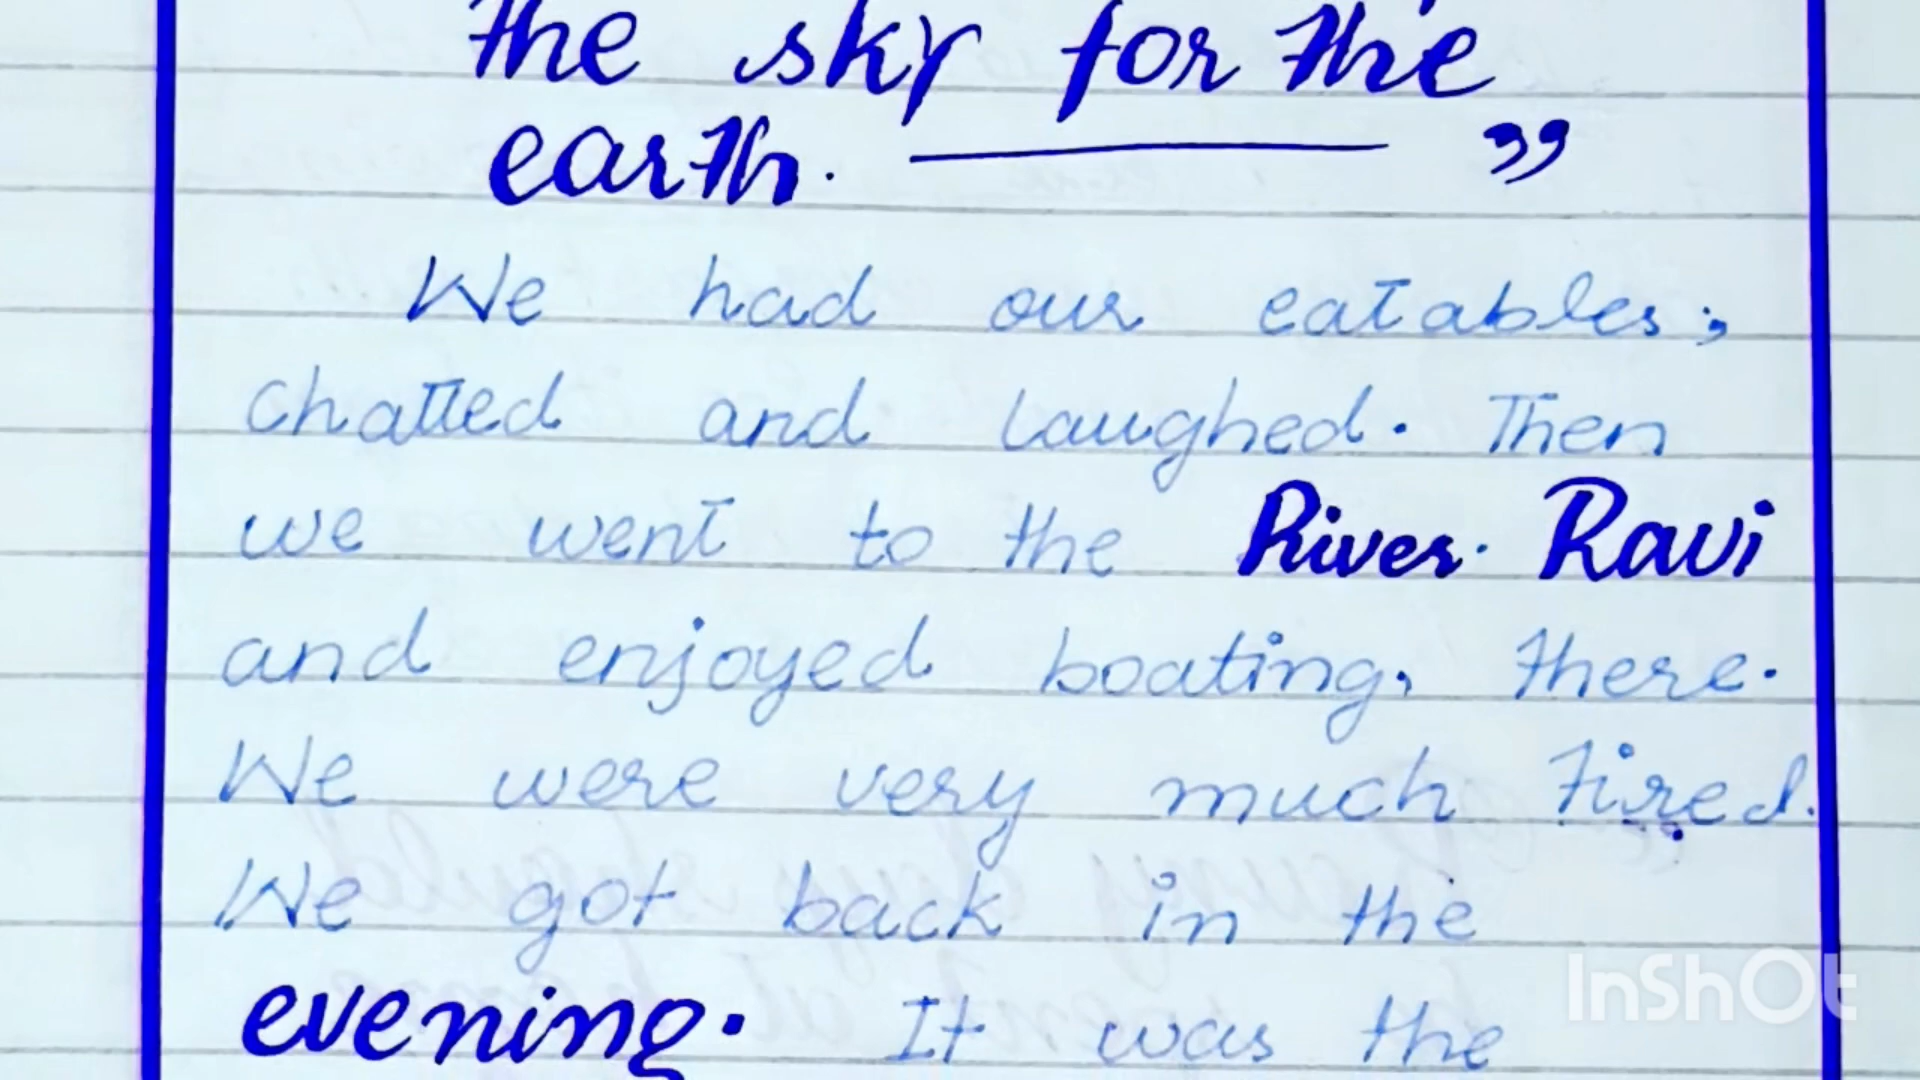 the sky for the
earth. ”
We had our eatables,
chatted and laughed. Then
we went to the River. Ravi
and enjoyed boating, there.
We were very much tired.
We got back in the
evening. It was the
InShOt